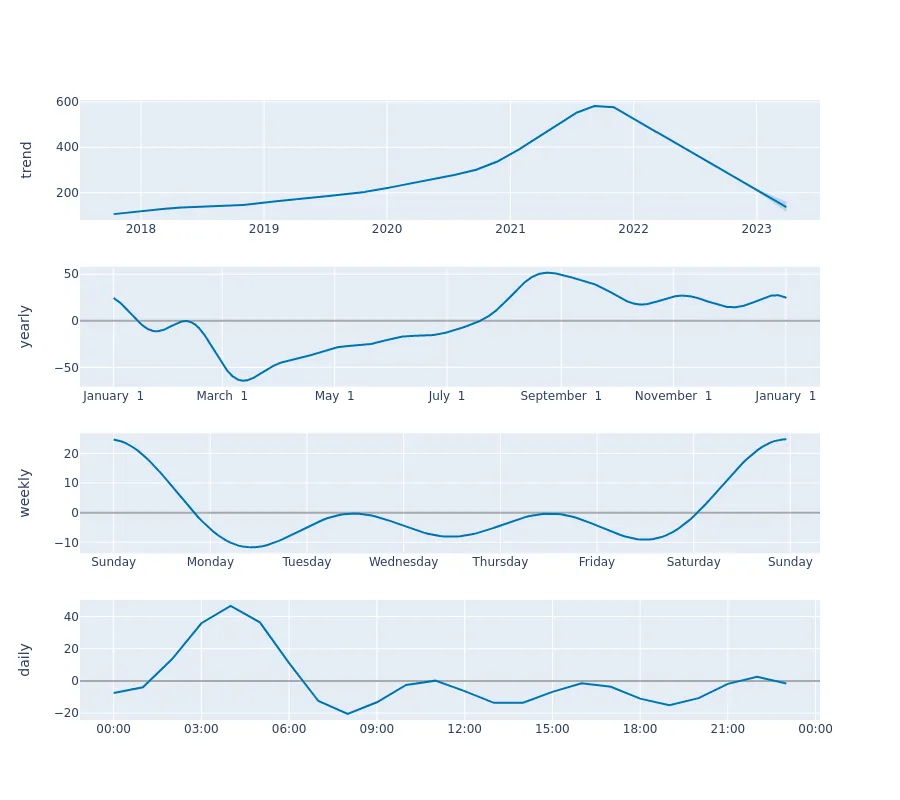 trend
600
400
200
2018 2019 2020 2021 2022 2023
yearly
50
0
−50
January 1 March 1 May 1 July 1 September 1 November 1 January 1
weekly
20
10
0
−10
Sunday Monday Tuesday Wednesday Thursday Friday Saturday Sunday
daily
40
20
0
−20
00:00 03:00 06:00 09:00 12:00 15:00 18:00 21:00 00:00